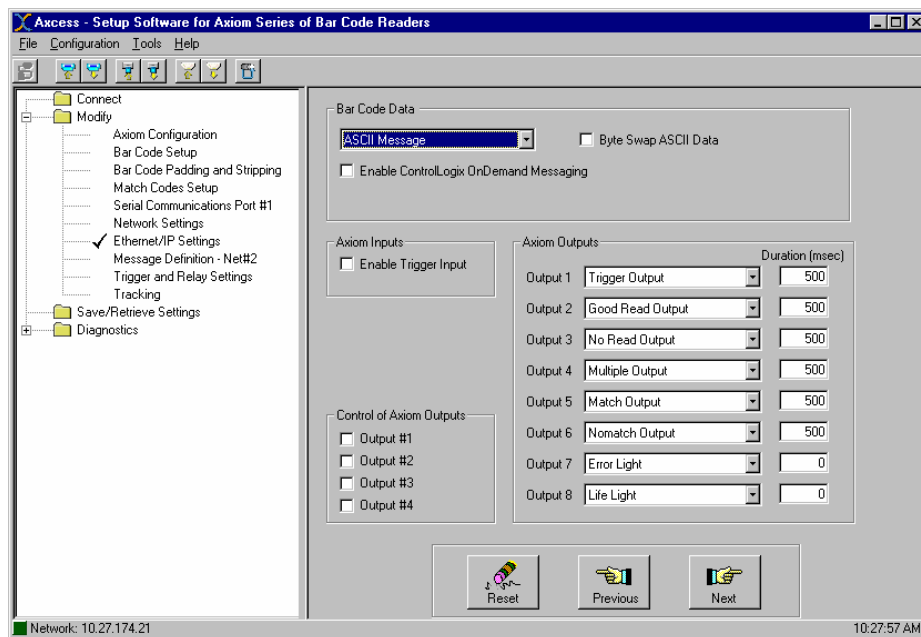 Axcess - Setup Software for Axiom Series of Bar Code Readers
File Configuration Tools Help
Connect
Modify
Axiom Configuration
Bar Code Setup
Bar Code Padding and Stripping
Match Codes Setup
Serial Communications Port #1
Network Settings
Ethernet/IP Settings
Message Definition - Net#2
Trigger and Relay Settings
Tracking
Save/Retrieve Settings
Diagnostics
Bar Code Data
ASCII Message
Byte Swap ASCII Data
Enable ControlLogix OnDemand Messaging
Axiom Inputs
Enable Trigger Input
Control of Axiom Outputs
Output #1
Output #2
Output #3
Output #4
Axiom Outputs
Duration (msec)
Output 1 Trigger Output 500
Output 2 Good Read Output 500
Output 3 No Read Output 500
Output 4 Multiple Output 500
Output 5 Match Output 500
Output 6 Nomatch Output 500
Output 7 Error Light 0
Output 8 Life Light 0
Reset Previous Next
Network: 10.27.174.21 10:27:57 AM